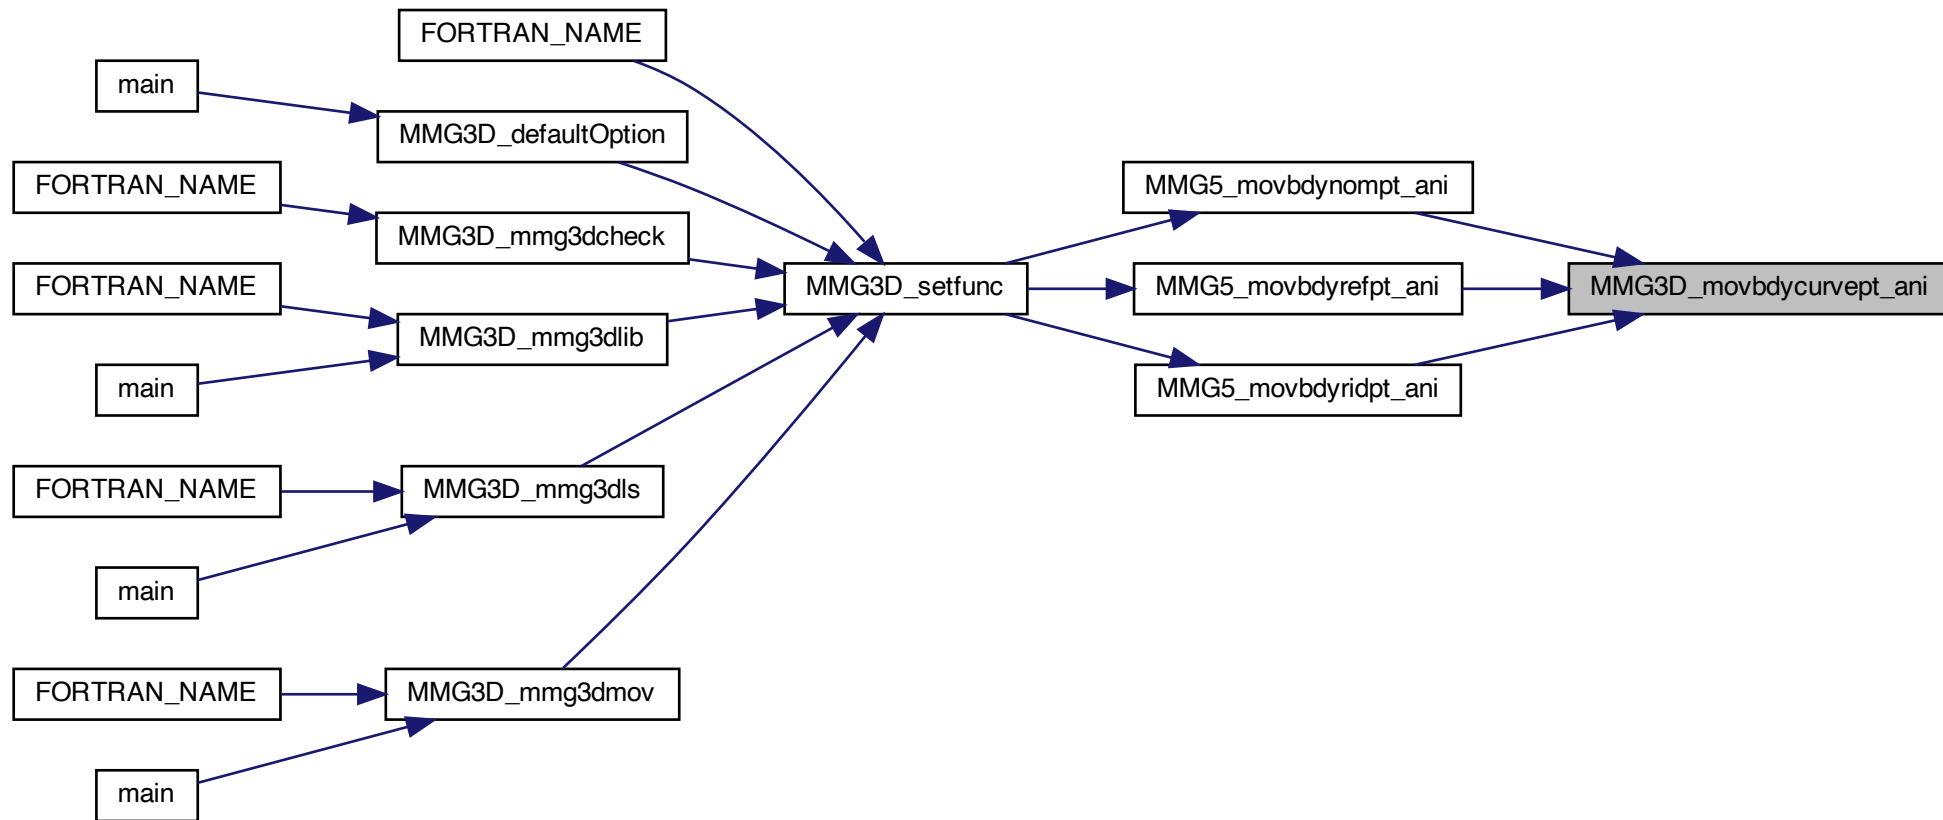 FORTRAN_NAME
main
MMG3D_defaultOption
FORTRAN_NAME
MMG5_movbdynompt_ani
MMG3D_mmg3dcheck
FORTRAN_NAME
MMG3D_setfunc
MMG5_movbdyrefpt_ani
MMG3D_movbdycurvept_ani
MMG3D_mmg3dlib
main
MMG5_movbdyridpt_ani
FORTRAN_NAME
MMG3D_mmg3dls
main
FORTRAN_NAME
MMG3D_mmg3dmov
main